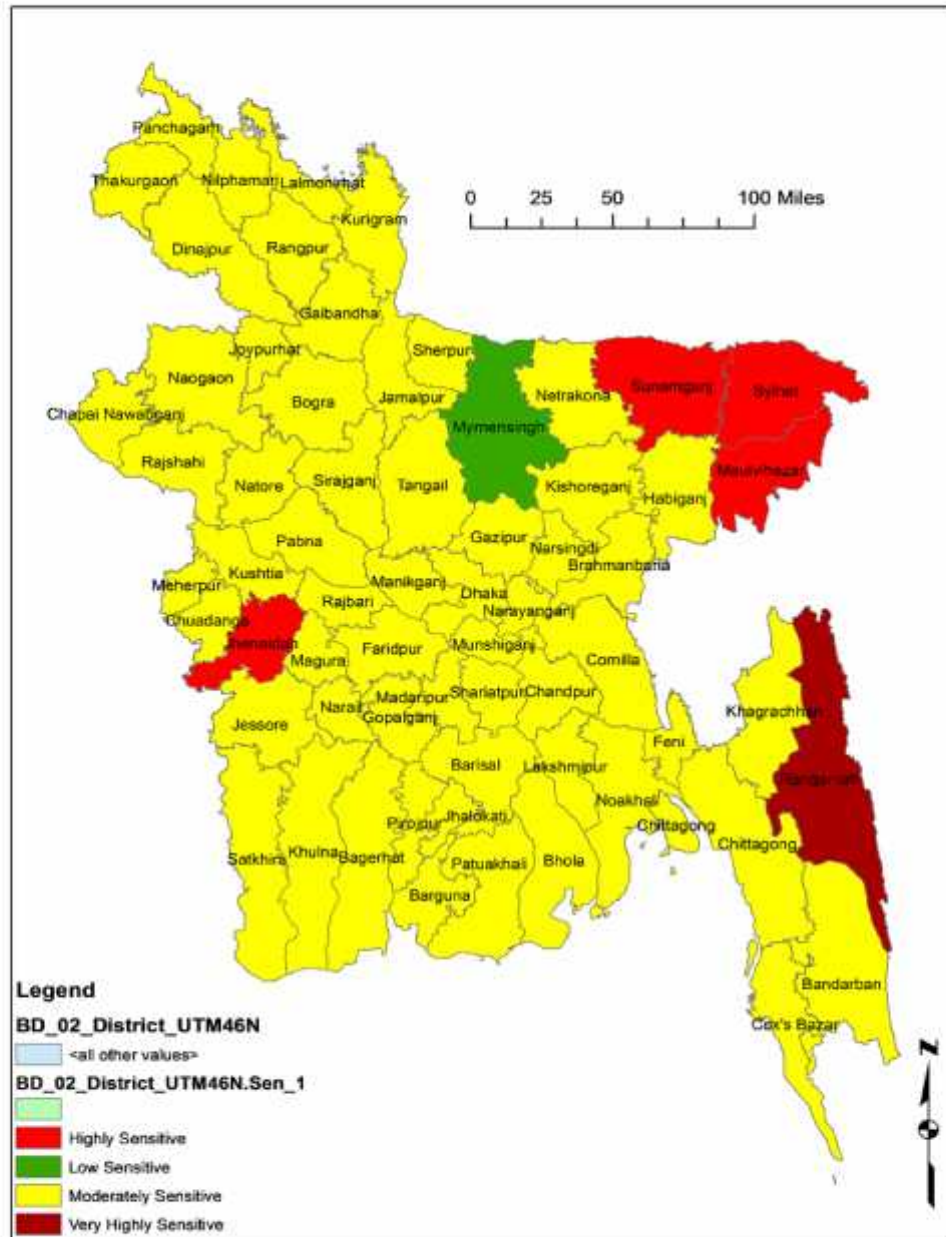 Panchagarh
Thakurgaon
Nilphamari
Lalmonirhat
Kurigram
0 25 50 100 Miles
Dinajpur
Rangpur
Gaibandha
Joypurhat
Sherpur
Naogaon
Bogra
Jamalpur
Netrakona
Sunamganj
Sylhet
Chapai Nawabganj
Mymensingh
Rajshahi
Natore
Sirajganj
Tangail
Kishoreganj
Habiganj
Maulvibazar
Pabna
Gazipur
Narsingdi
Brahmanbaria
Meherpur
Kushtia
Manikganj
Dhaka
Rajbari
Narayanganj
Chuadanga
Jhenaidah
Magura
Faridpur
Munshiganj
Comilla
Madaripur
Shariatpur
Chandpur
Khagrachhari
Jessore
Narail
Gopalganj
Feni
Barisal
Lakshmipur
Noakhali
Pirojpur
Jhalokati
Chittagong
Chittagong
Satkhira
Khulna
Bagerhat
Patuakhali
Bhola
Barguna
Bandarban
Cox's Bazar
Legend
BD_02_District_UTM46N
<all other values>
BD_02_District_UTM46N.Sen_1
Highly Sensitive
Low Sensitive
Moderately Sensitive
Very Highly Sensitive
N